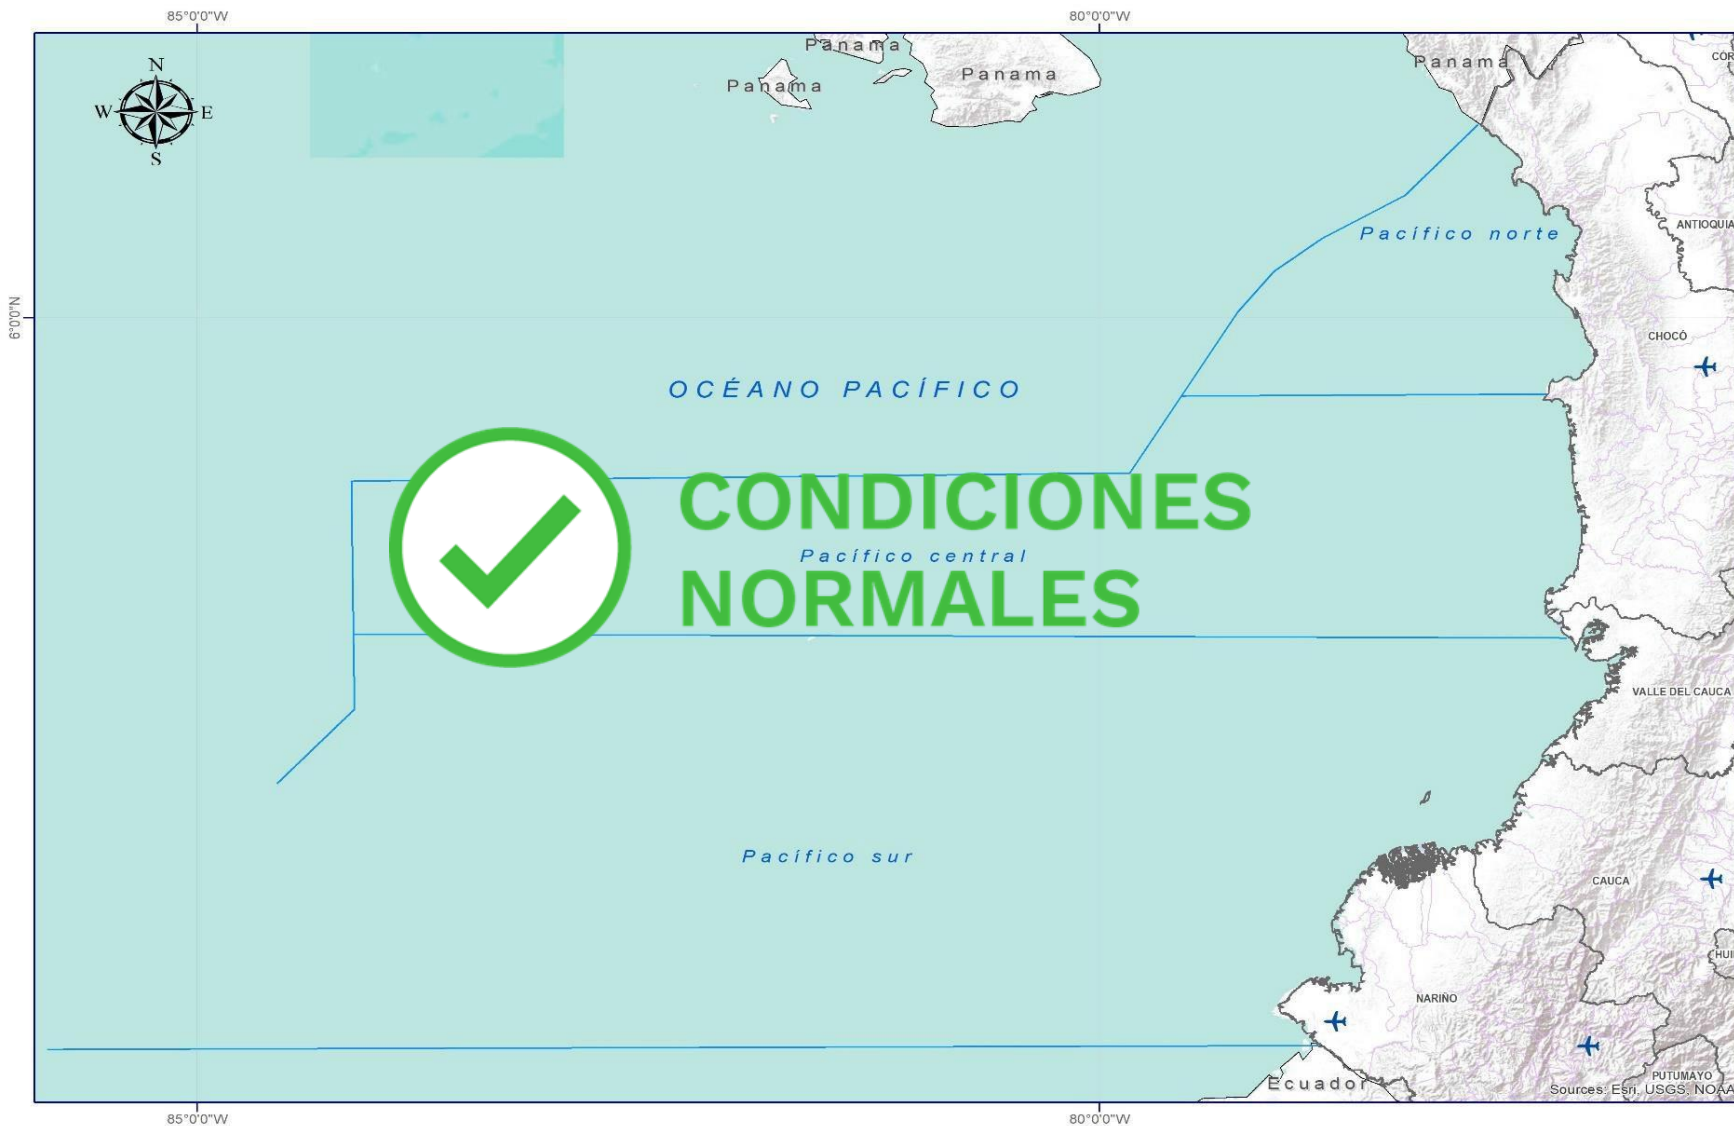 85°0'0"W 80°0'0"W
Panama
Panama
Panama
Panama
N
W E
S
CÓR
ANTIOQUIA
Pacífico norte
6°0'0"N
CHOCÓ
OCÉANO PACÍFICO
CONDICIONES
Pacífico central
NORMALES
VALLE DEL CAUCA
Pacífico sur
CAUCA
HUI
NARIÑO
Ecuador
PUTUMAYO
Sources: Esri, USGS, NOAA
85°0'0"W 80°0'0"W